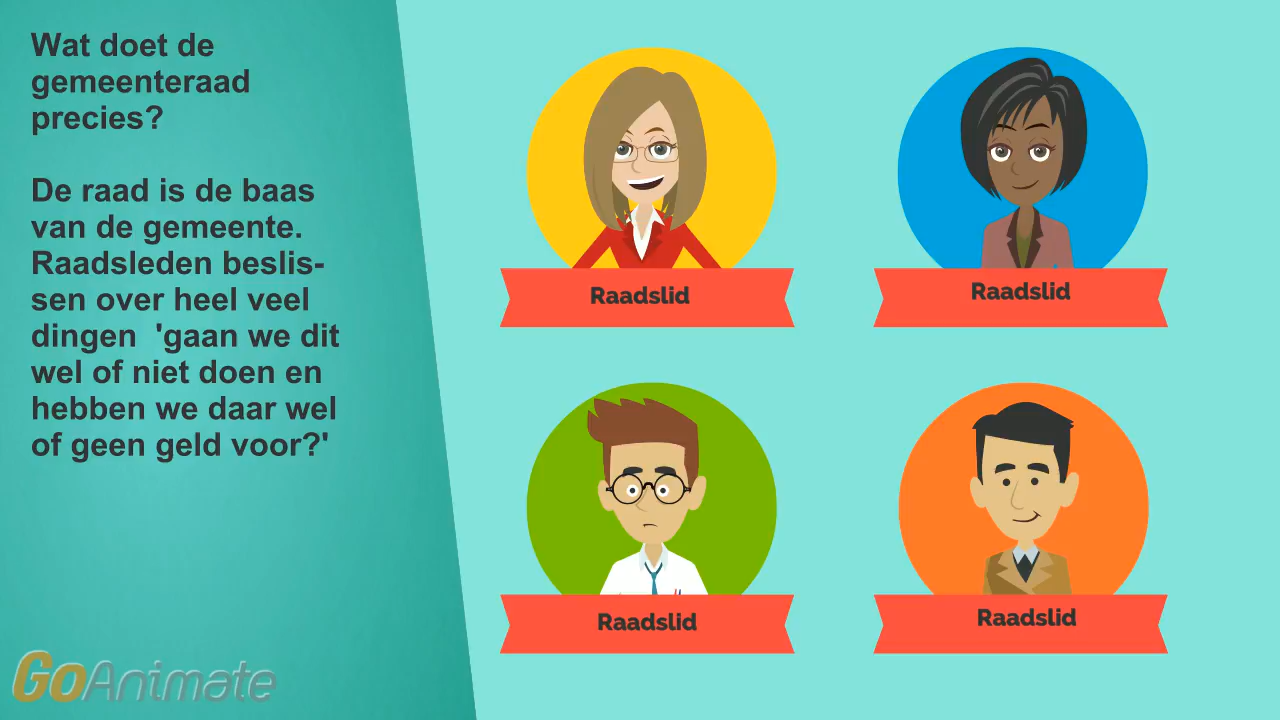 Wat doet de
gemeenteraad
precies?
De raad is de baas
van de gemeente.
Raadsleden beslis-
sen over heel veel
dingen  'gaan we dit
wel of niet doen en
hebben we daar wel
of geen geld voor?'
Raadslid
Raadslid
Raadslid
Raadslid
GoAnimate